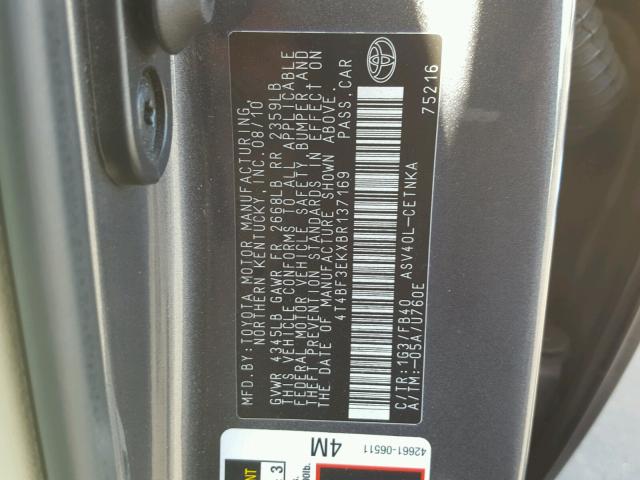 MFD. BY: TOYOTA MOTOR MANUFACTURING,
NORTHERN KENTUCKY, INC. 08/10
GVWR 4345LB GAWR FR 2668LB RR 2359LB
THIS VEHICLE CONFORMS TO ALL APPLICABLE
FEDERAL MOTOR VEHICLE SAFETY, BUMPER, AND
THEFT PREVENTION STANDARDS IN EFFECT ON
THE DATE OF MANUFACTURE SHOWN ABOVE.
4T4BF3EKXBR137169 PASS. CAR
C/TR: 1G3/FB40 ASV40L-CETNKA
A/TM: -05A/U760E
75216
42661-06511
4M